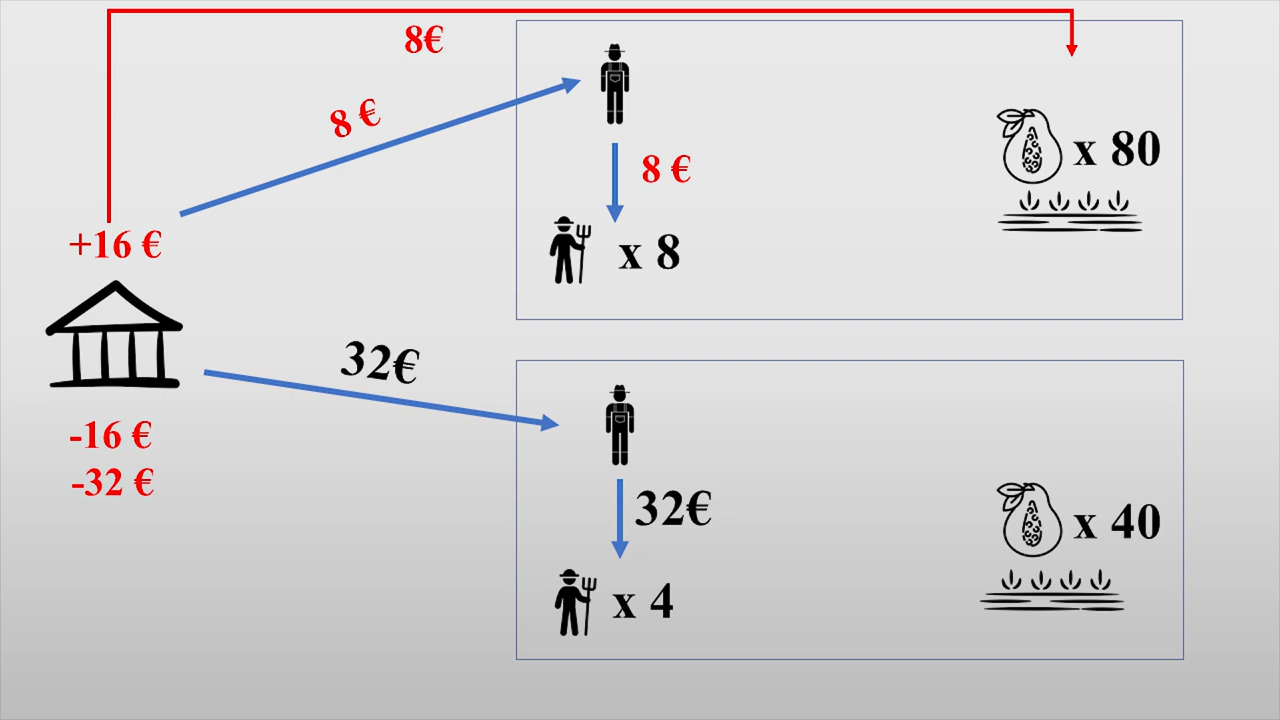 8€
8 €
8 €
x 80
+16 €
x 8
32€
-16 €
-32 €
32€
x 40
x 4